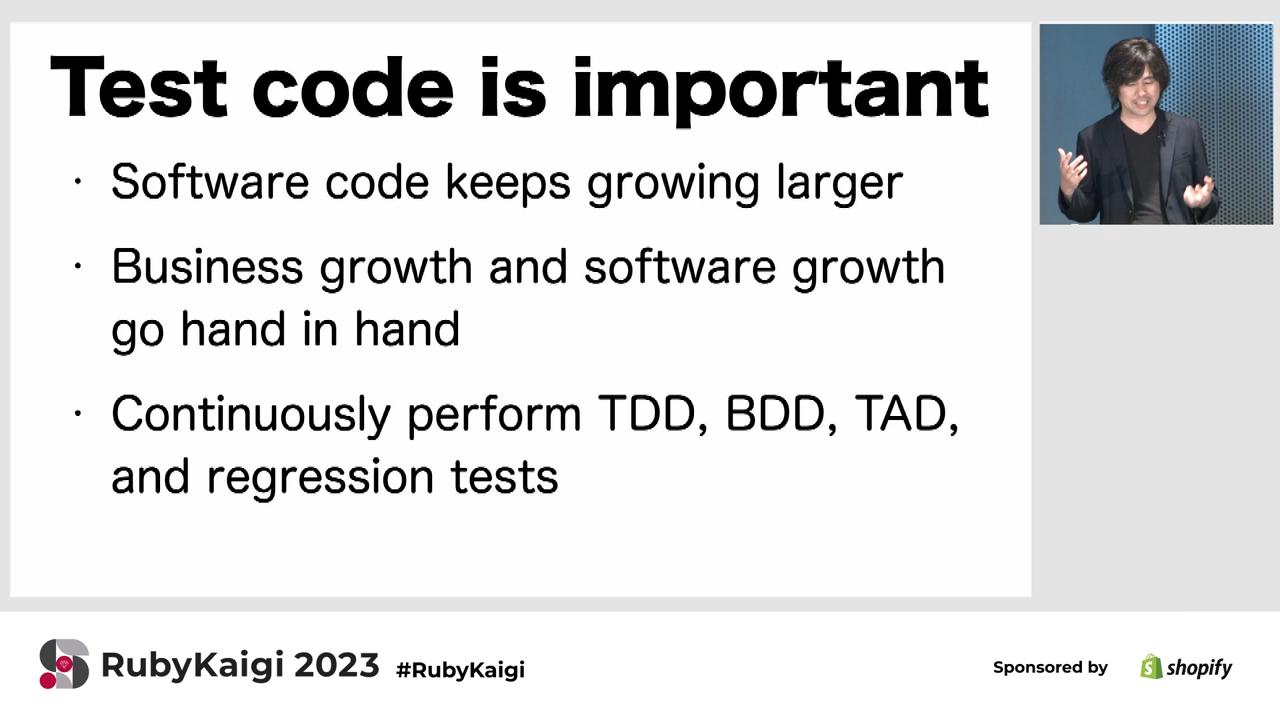 Test code is important
· Software code keeps growing larger
· Business growth and software growth
go hand in hand
· Continuously perform TDD, BDD, TAD,
and regression tests
RubyKaigi 2023 #RubyKaigi
Sponsored by shopify